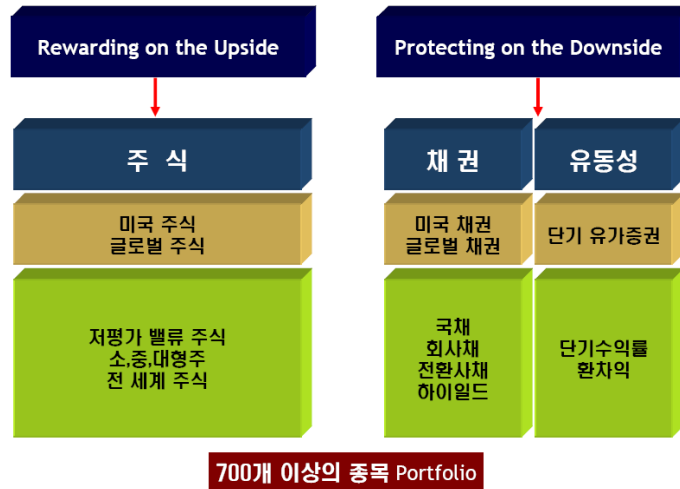 Rewarding on the Upside
Protecting on the Downside
주 식
채 권
유동성
미국 주식
글로벌 주식
미국 채권
글로벌 채권
단기 유가증권
저평가 밸류 주식
소,중,대형주
전 세계 주식
국채
회사채
전환사채
하이일드
단기수익률
환차익
700개 이상의 종목 Portfolio